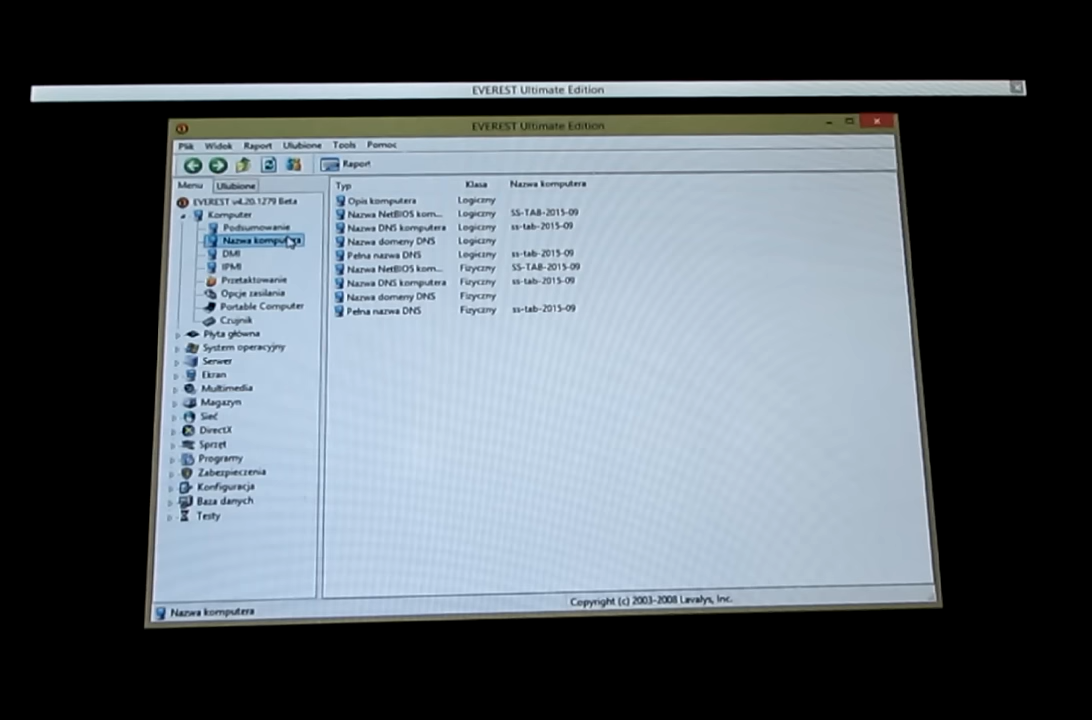 EVEREST Ultimate Edition
EVEREST Ultimate Edition
Plik Widok Raport Ulubione Tools Pomoc
Raport
Menu Ulubione
EVEREST v4.20.1279 Beta
Komputer
Podsumowanie
Nazwa komputera
DMI
IPMI
Przetaktowanie
Opcje zasilania
Portable Computer
Czujnik
Płyta główna
System operacyjny
Serwer
Ekran
Multimedia
Magazyn
Sieć
DirectX
Sprzęt
Programy
Zabezpieczenia
Konfiguracja
Baza danych
Testy
Typ Klasa Nazwa komputera
Opis komputera Logiczny
Nazwa NetBIOS kom... Logiczny SS-TAB-2015-09
Nazwa DNS komputera Logiczny ss-tab-2015-09
Nazwa domeny DNS Logiczny
Pełna nazwa DNS Logiczny ss-tab-2015-09
Nazwa NetBIOS kom... Fizyczny SS-TAB-2015-09
Nazwa DNS komputera Fizyczny ss-tab-2015-09
Nazwa domeny DNS Fizyczny
Pełna nazwa DNS Fizyczny ss-tab-2015-09
Nazwa komputera
Copyright (c) 2003-2008 Lavalys, Inc.